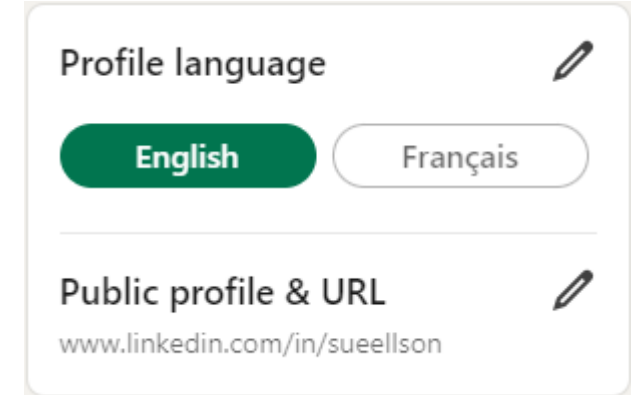 Profile language
English Français
Public profile & URL
www.linkedin.com/in/sueellson